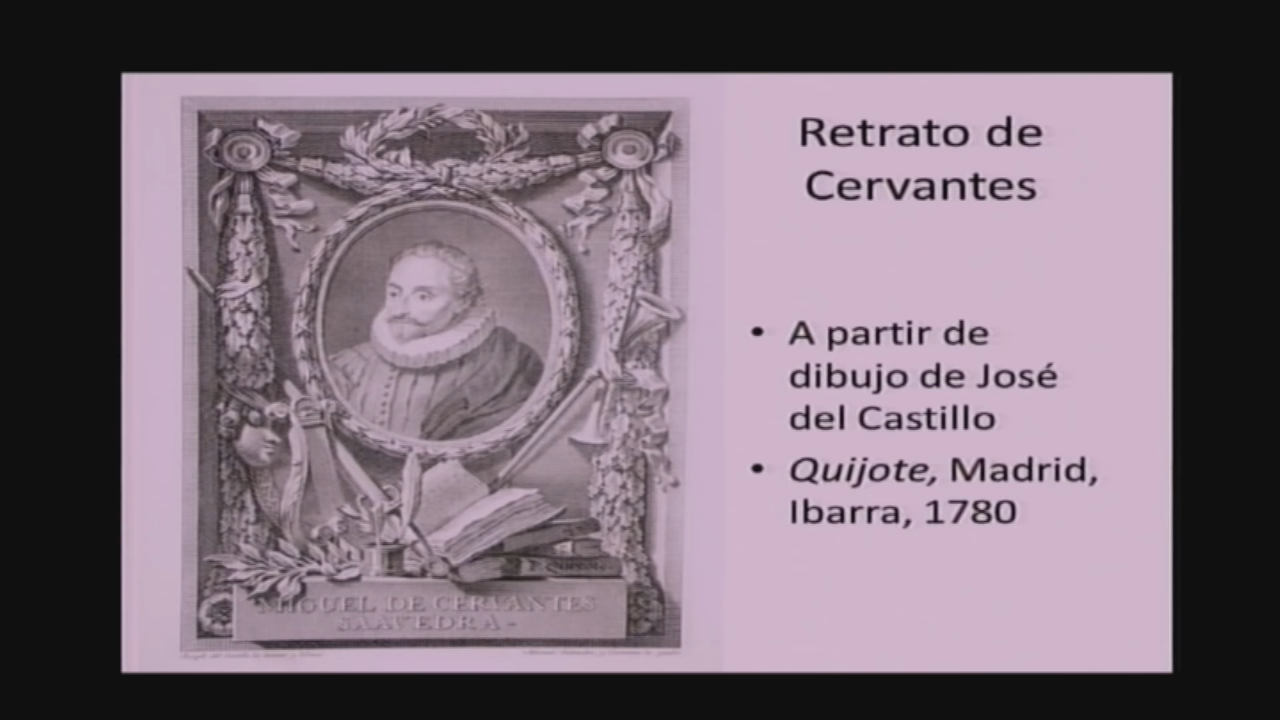 Retrato de
Cervantes
• A partir de
dibujo de José
del Castillo
• Quijote, Madrid,
Ibarra, 1780
MIGUEL DE CERVANTES
SAAVEDRA